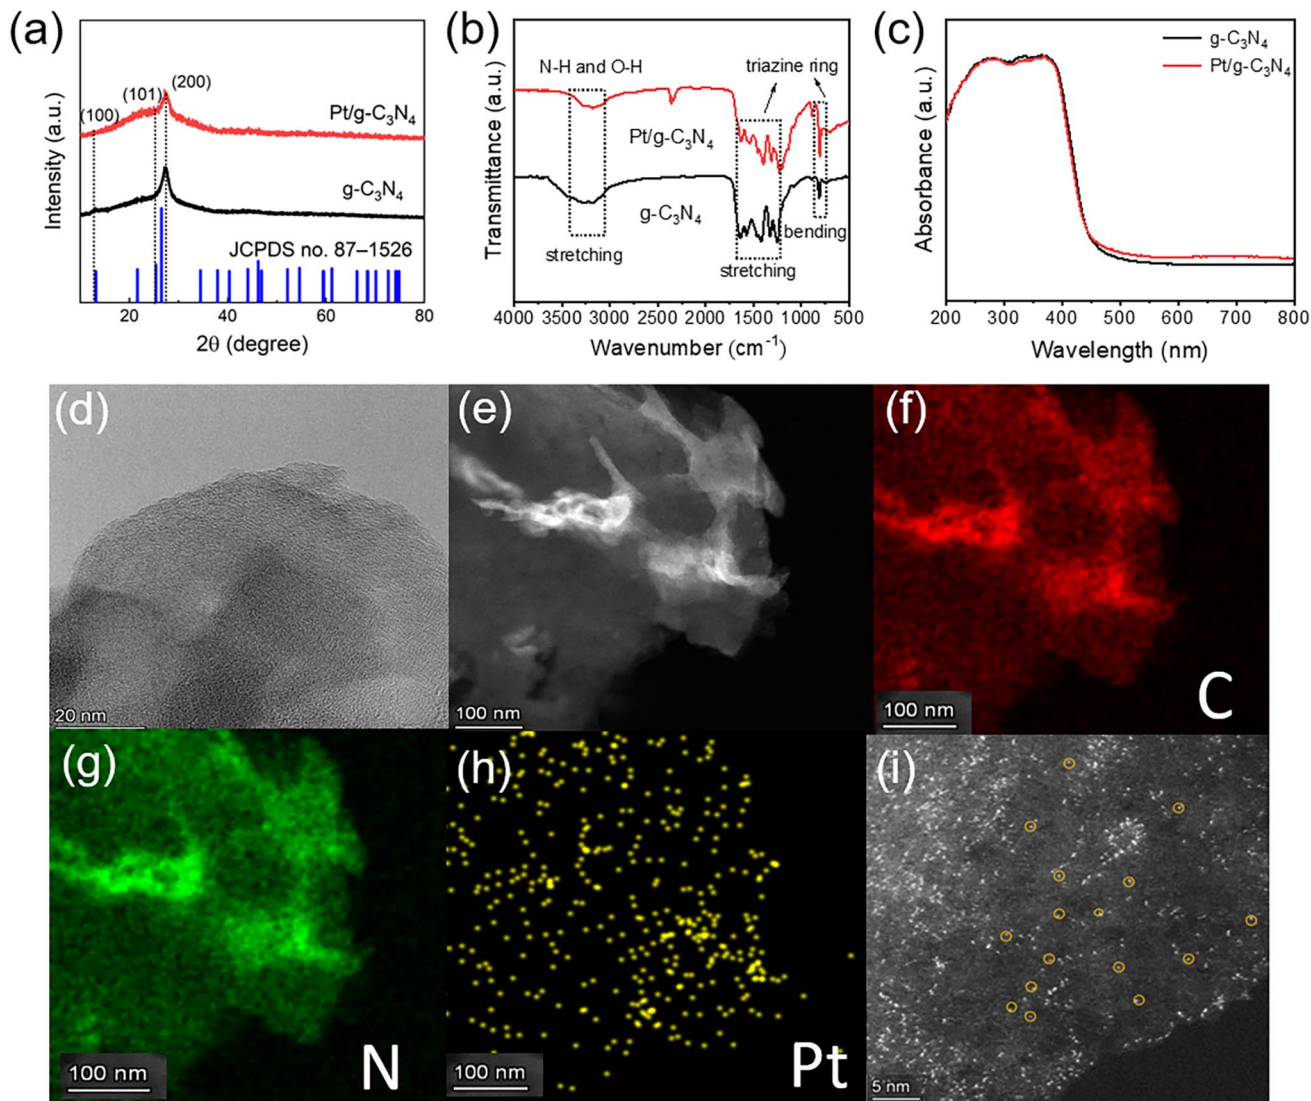 (a)
Intensity (a.u.)
(100)
(101)
(200)
Pt/g-C₃N₄
g-C₃N₄
JCPDS no. 87–1526
20
40
60
80
2θ (degree)
(b)
Transmittance (a.u.)
N-H and O-H
triazine ring
Pt/g-C₃N₄
g-C₃N₄
stretching
stretching
bending
4000
3500
3000
2500
2000
1500
1000
500
Wavenumber (cm⁻¹)
(c)
Absorbance (a.u.)
g-C₃N₄
Pt/g-C₃N₄
200
300
400
500
600
700
800
Wavelength (nm)
(d)
20 nm
(e)
100 nm
(f)
100 nm
C
(g)
100 nm
N
(h)
100 nm
Pt
(i)
5 nm